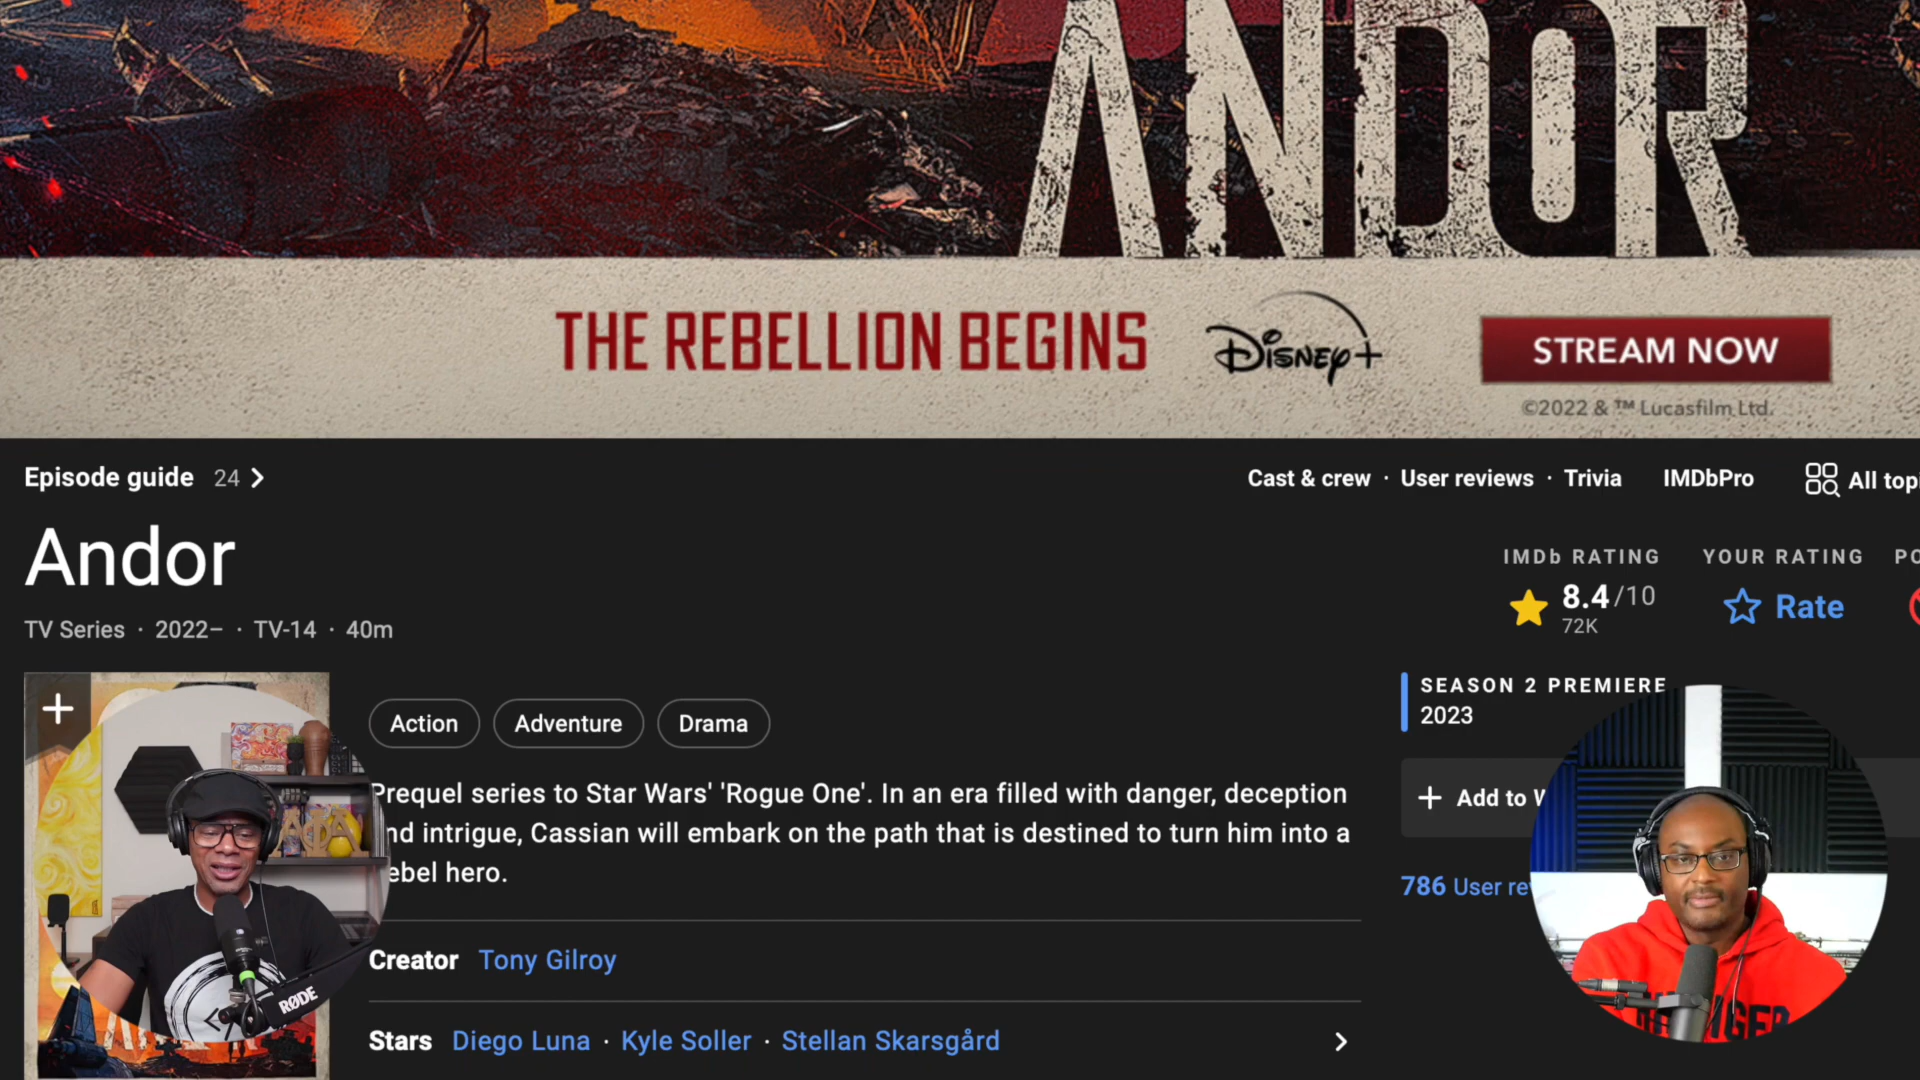 ANDOR
THE REBELLION BEGINS
Disney+
STREAM NOW
©2022 & ™ Lucasfilm Ltd.
Episode guide 24
Cast & crew · User reviews · Trivia IMDbPro All topi
Andor
IMDb RATING YOUR RATING PO
8.4/10 Rate
72K
TV Series · 2022– · TV-14 · 40m
SEASON 2 PREMIERE
2023
Action Adventure Drama
Add to W
Prequel series to Star Wars' 'Rogue One'. In an era filled with danger, deception
nd intrigue, Cassian will embark on the path that is destined to turn him into a
ebel hero.
786 User re
Creator Tony Gilroy
Stars Diego Luna · Kyle Soller · Stellan Skarsgård
RØDE